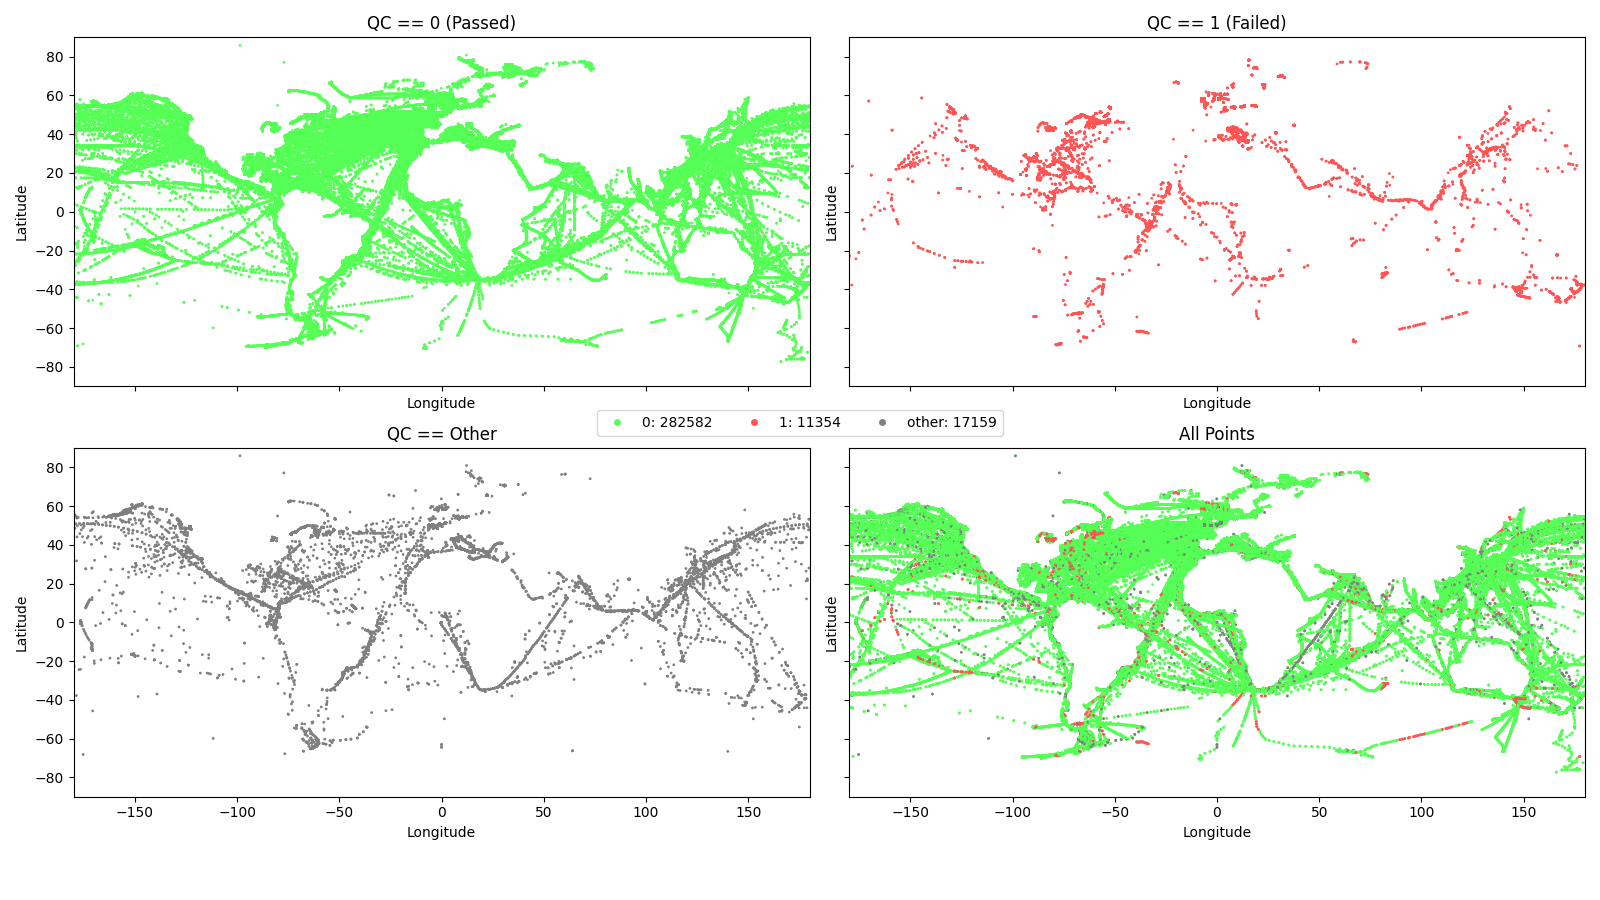 QC == 0 (Passed)
QC == 1 (Failed)
80
60
40
20
0
−20
−40
−60
−80
Latitude
Latitude
Longitude
Longitude
0: 282582 1: 11354 other: 17159
QC == Other
All Points
80
60
40
20
0
−20
−40
−60
−80
Latitude
Latitude
−150 −100 −50 0 50 100 150
−150 −100 −50 0 50 100 150
Longitude
Longitude